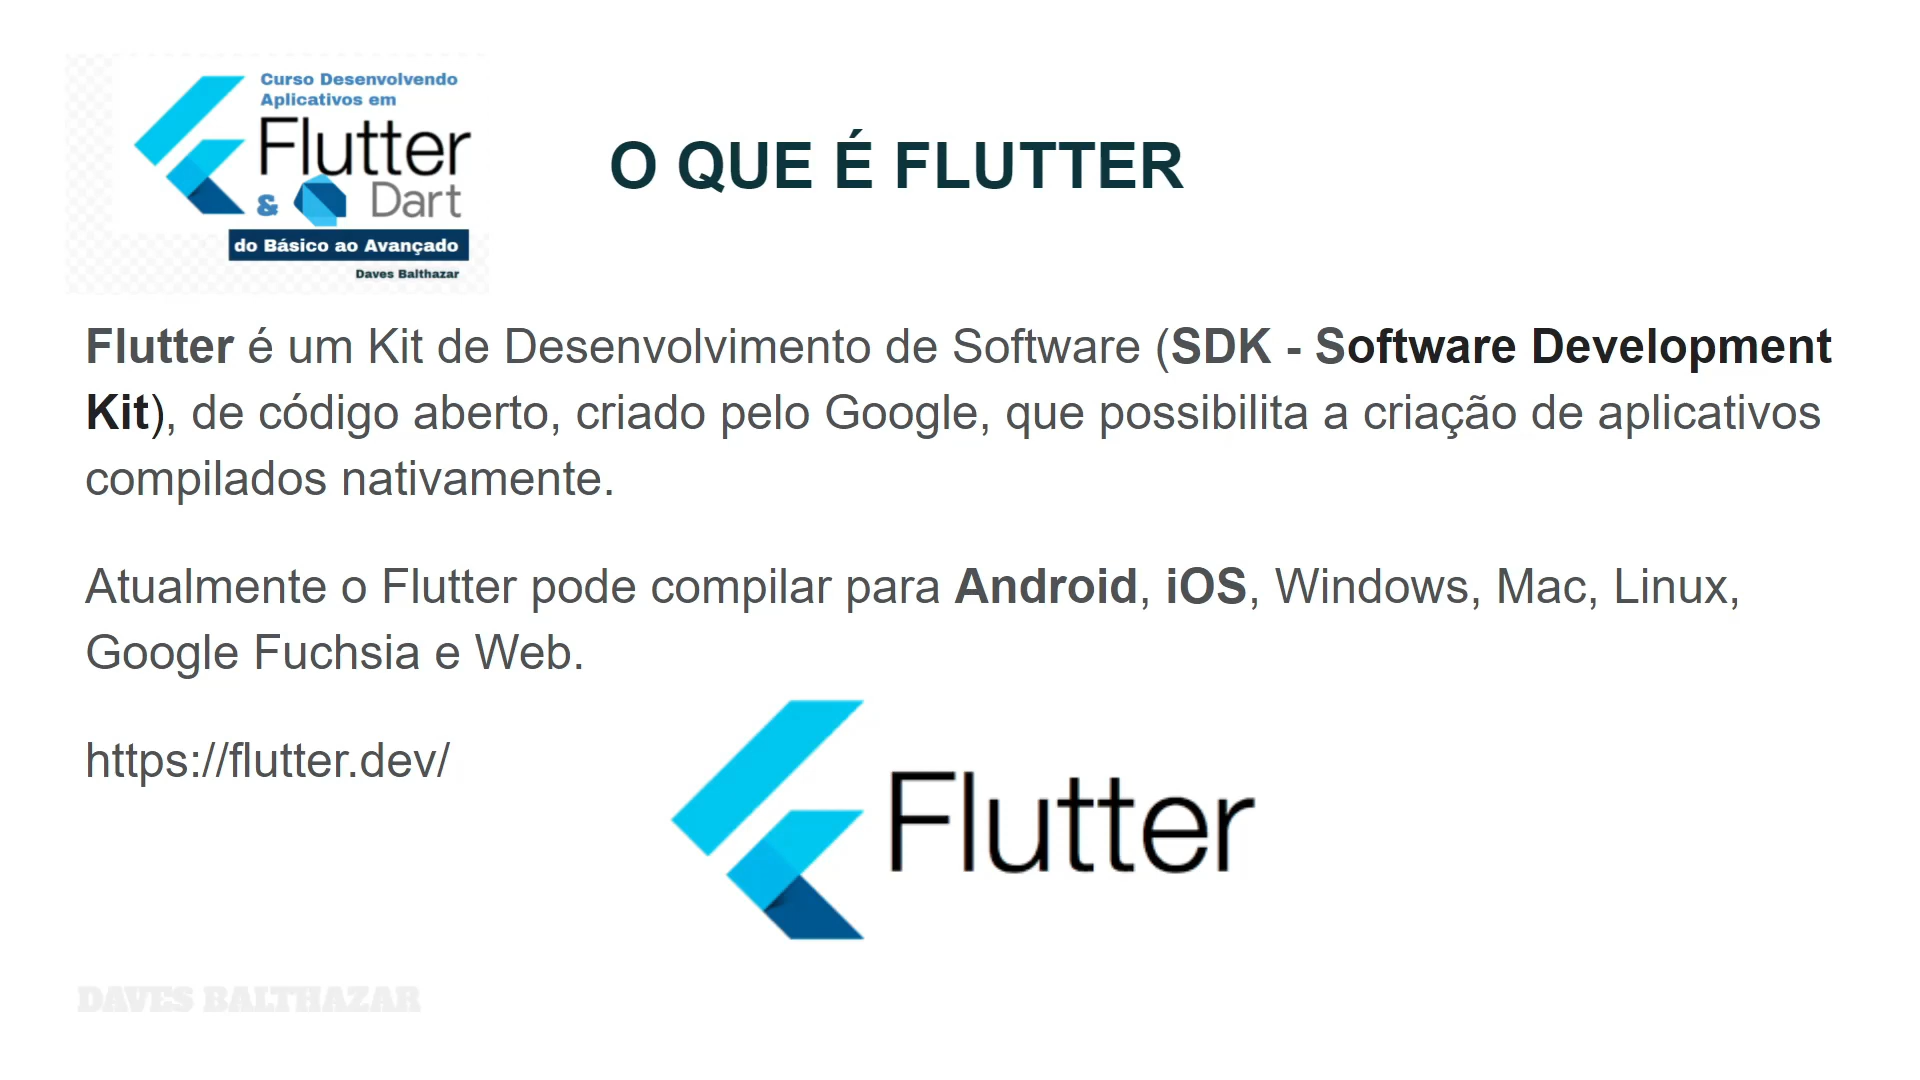 Curso Desenvolvendo
Aplicativos em
Flutter
& Dart
do Básico ao Avançado
Daves Balthazar
O QUE É FLUTTER
Flutter é um Kit de Desenvolvimento de Software (SDK - Software Development
Kit), de código aberto, criado pelo Google, que possibilita a criação de aplicativos
compilados nativamente.
Atualmente o Flutter pode compilar para Android, iOS, Windows, Mac, Linux,
Google Fuchsia e Web.
https://flutter.dev/
Flutter
DAVES BALTHAZAR